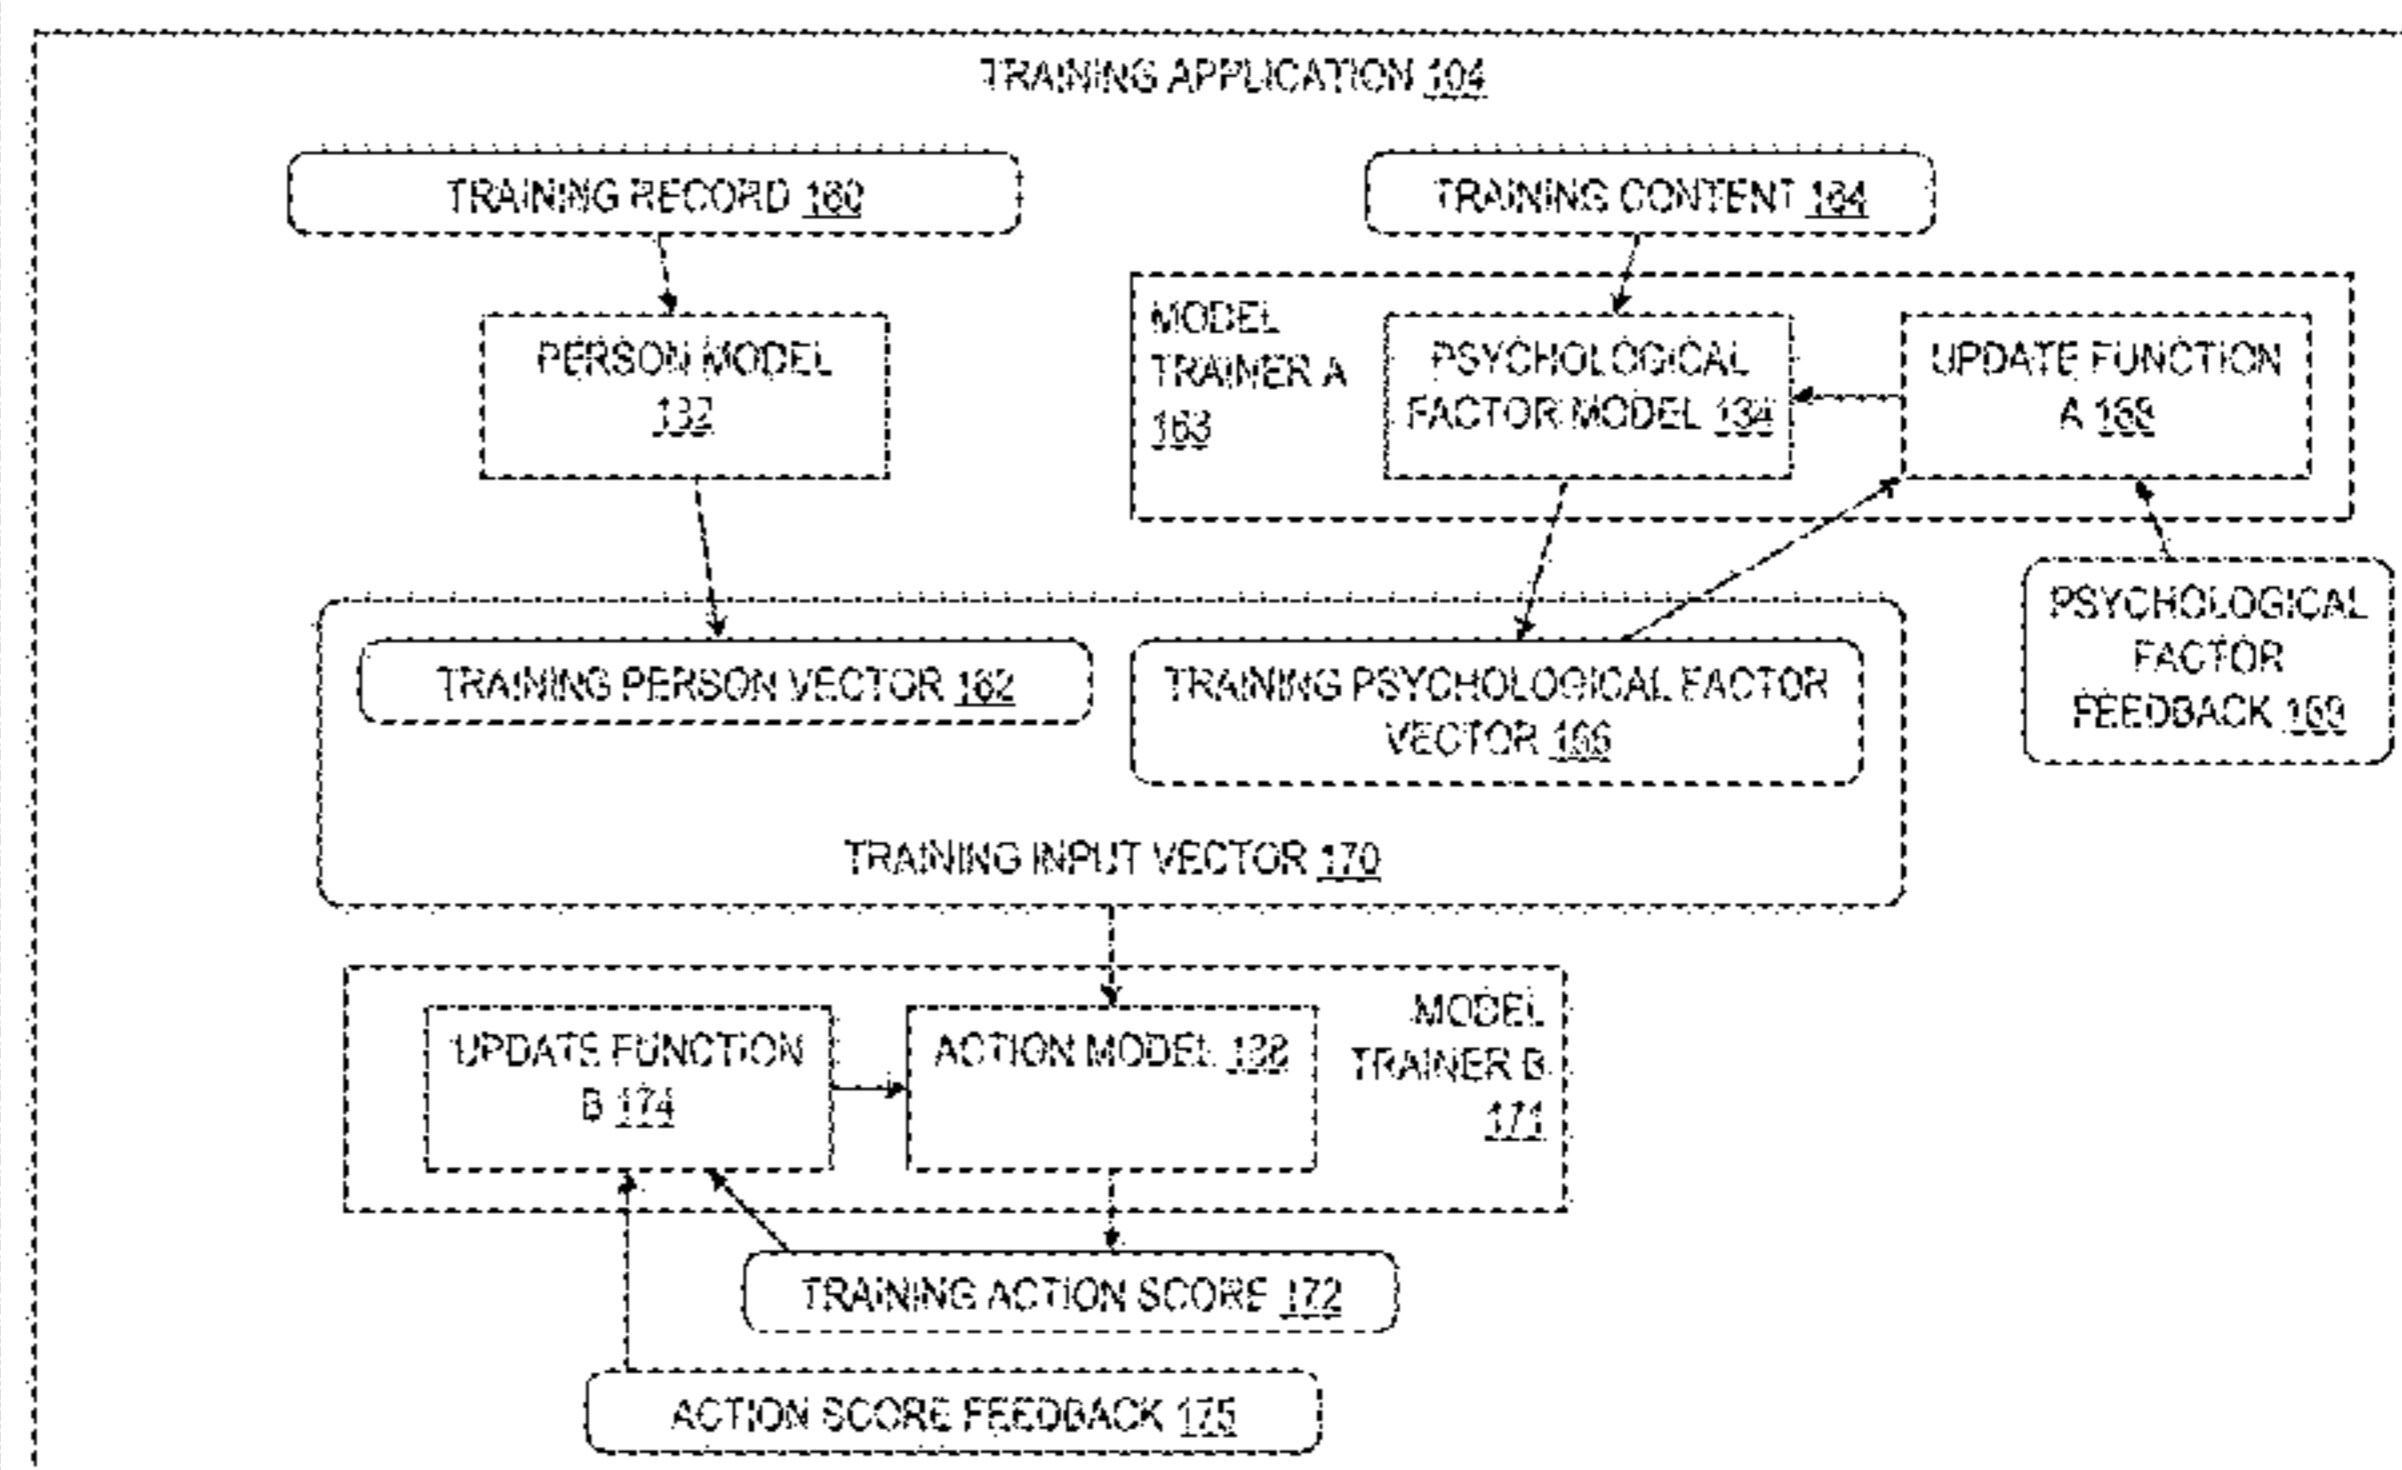 TRAINING APPLICATION 104
TRAINING RECORD 160
TRAINING CONTENT 164
PERSON MODEL
132
MODEL
TRAINER A
163
PSYCHOLOGICAL
FACTOR MODEL 134
UPDATE FUNCTION
A 168
PSYCHOLOGICAL
FACTOR
FEEDBACK 169
TRAINING PERSON VECTOR 162
TRAINING PSYCHOLOGICAL FACTOR
VECTOR 166
TRAINING INPUT VECTOR 170
UPDATE FUNCTION
B 174
ACTION MODEL 138
MODEL
TRAINER B
171
TRAINING ACTION SCORE 172
ACTION SCORE FEEDBACK 175